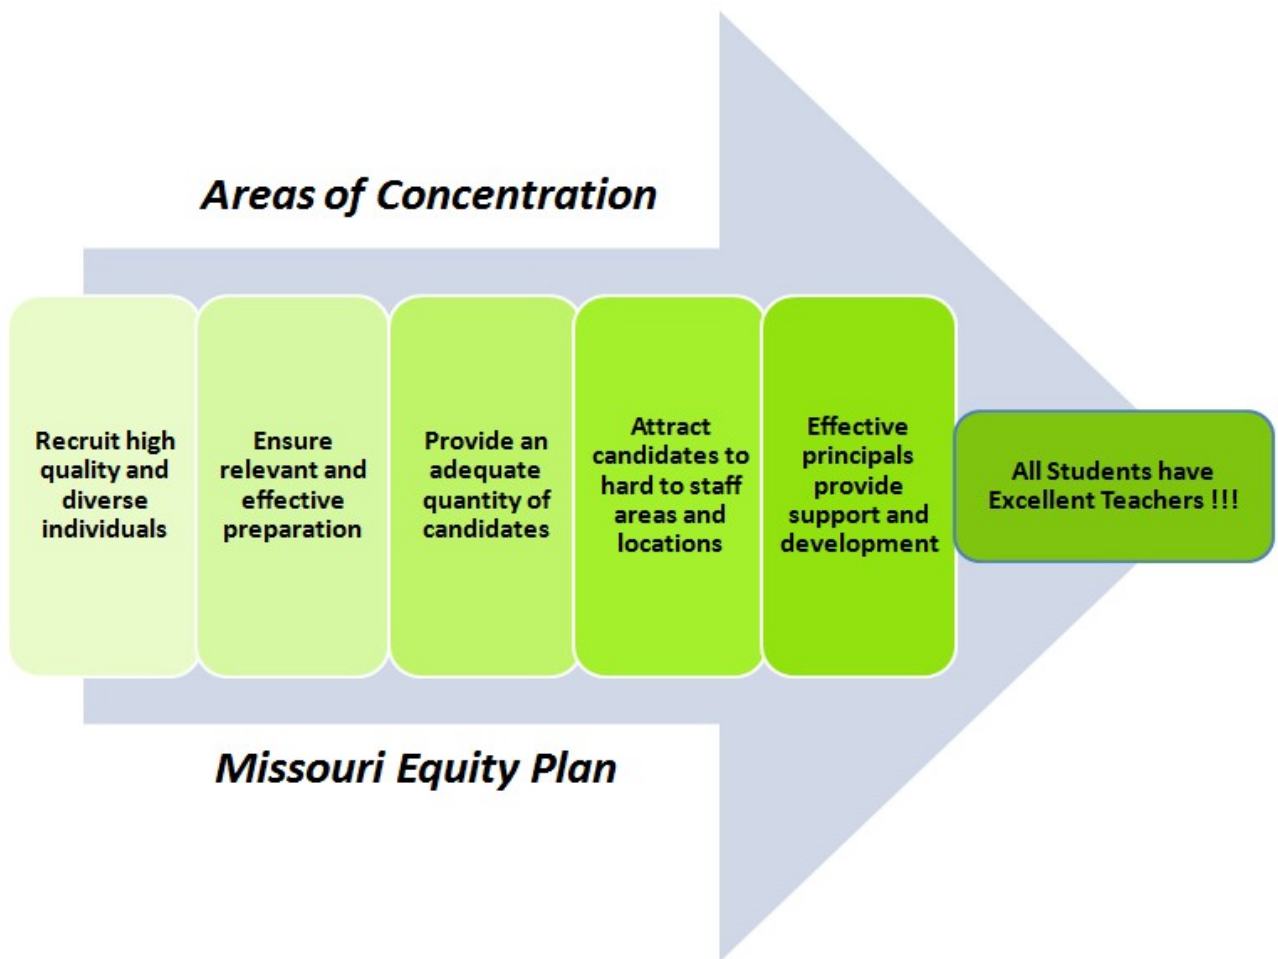 Areas of Concentration
Recruit high
quality and
diverse
individuals
Ensure
relevant and
effective
preparation
Provide an
adequate
quantity of
candidates
Attract
candidates to
hard to staff
areas and
locations
Effective
principals
provide
support and
development
All Students have
Excellent Teachers !!!
Missouri Equity Plan